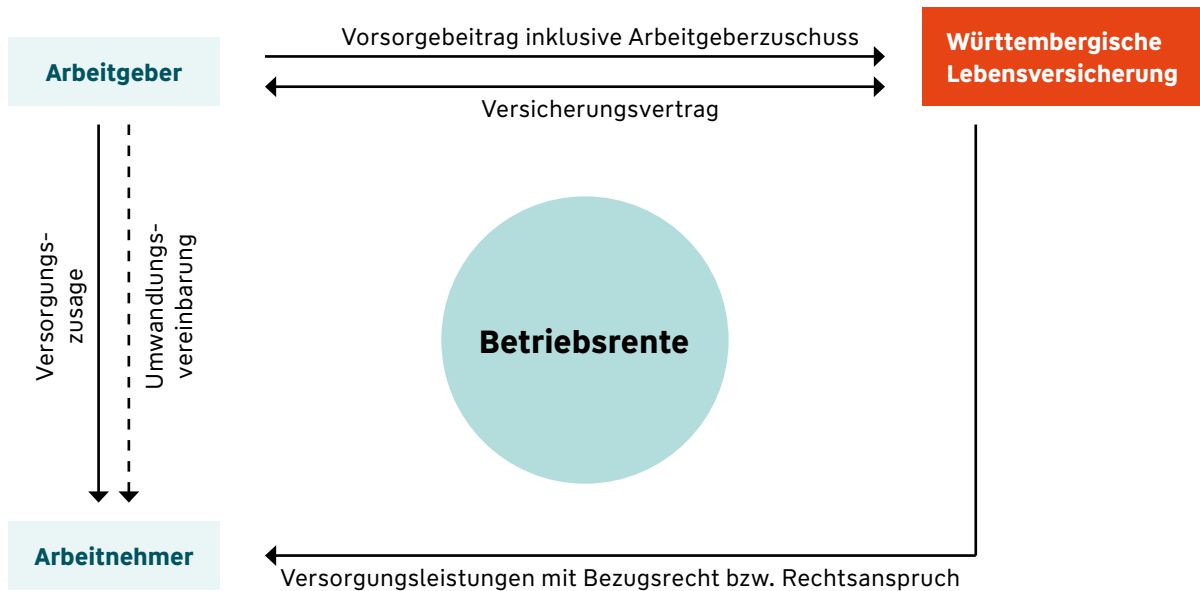 Vorsorgebeitrag inklusive Arbeitgeberzuschuss
Arbeitgeber
Württembergische
Lebensversicherung
Versicherungsvertrag
Versorgungs-
zusage
Umwandlungs-
vereinbarung
Betriebsrente
Arbeitnehmer
Versorgungsleistungen mit Bezugsrecht bzw. Rechtsanspruch